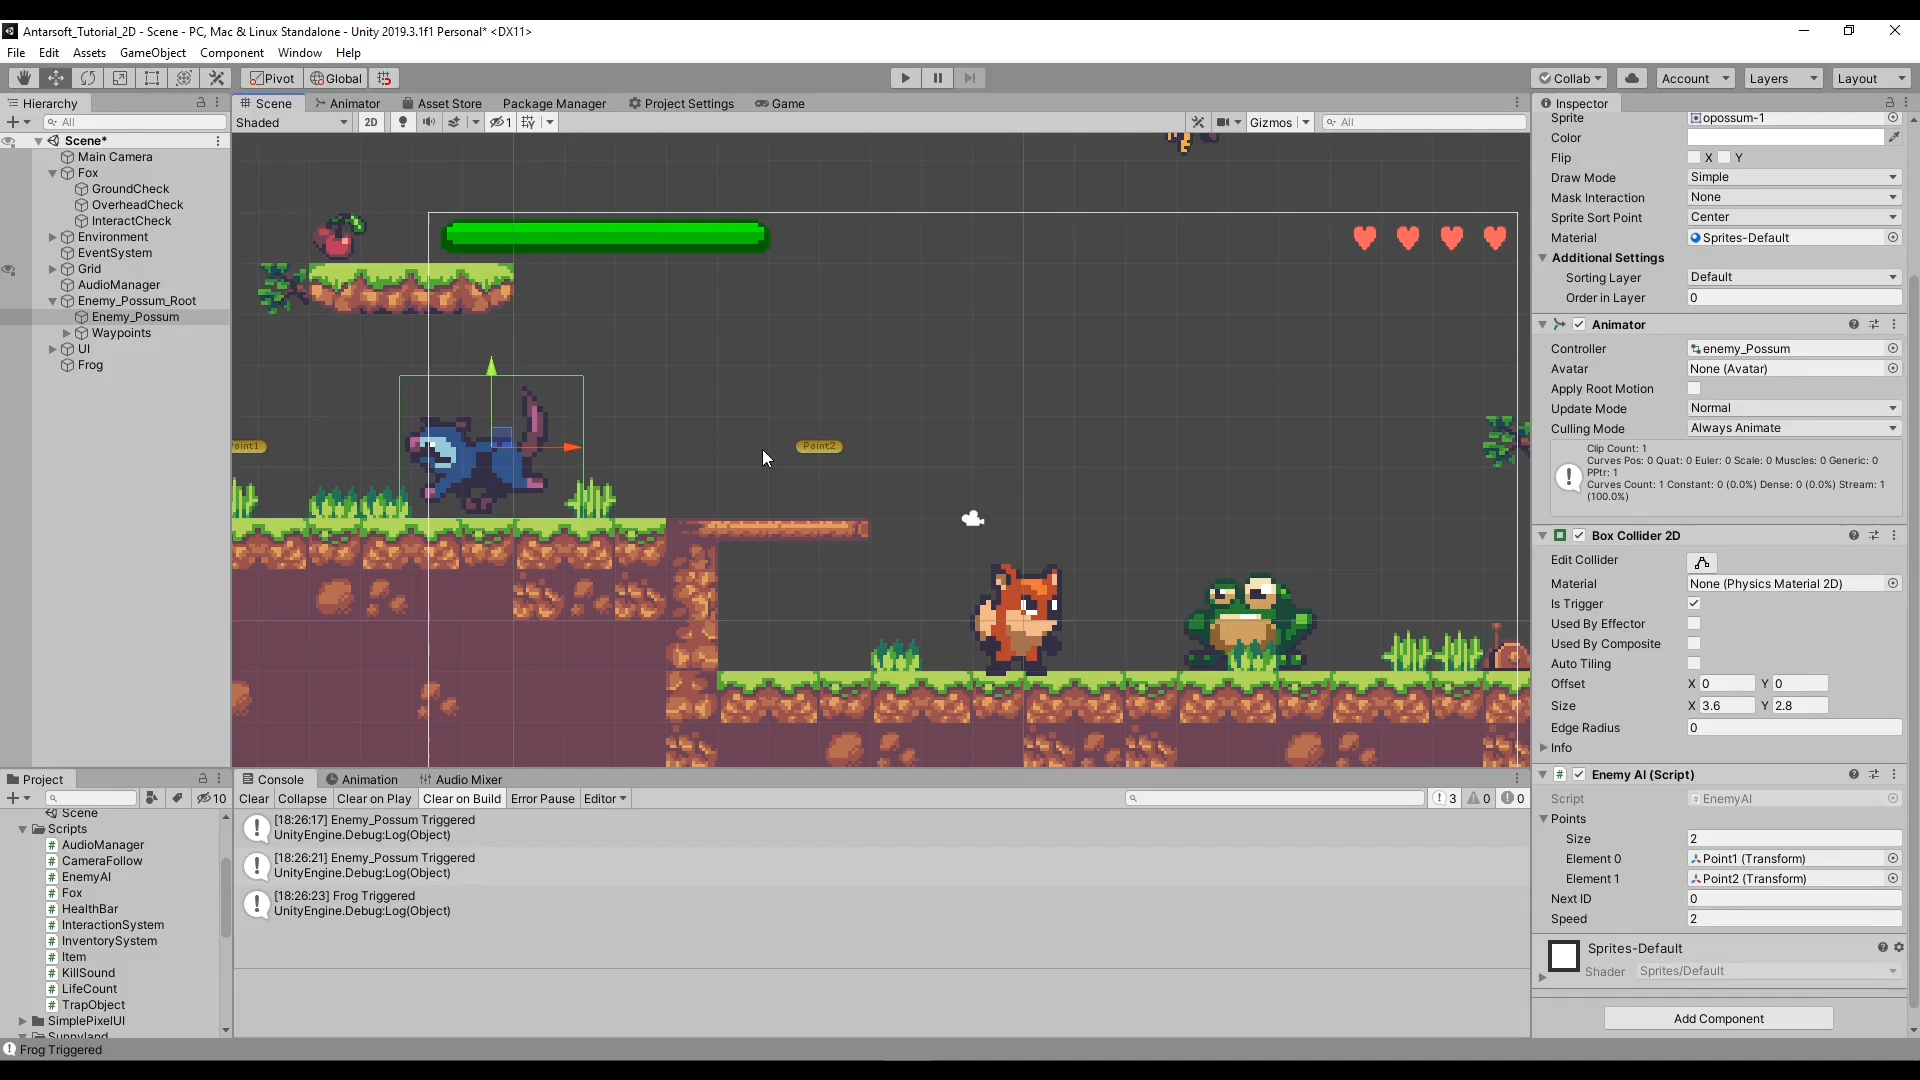 Antarsoft_Tutorial_2D - Scene - PC, Mac & Linux Standalone - Unity 2019.3.1f1 Personal* <DX11>
File Edit Assets GameObject Component Window Help
Pivot Global Collab Account Layers Layout
Hierarchy
All
Scene*
Main Camera
Fox
GroundCheck
OverheadCheck
InteractCheck
Environment
EventSystem
Grid
AudioManager
Enemy_Possum_Root
Enemy_Possum
Waypoints
UI
Frog
Scene Animator Asset Store Package Manager Project Settings Game
Shaded 2D 1 Gizmos All
Point2
Inspector
Sprite opossum-1
Color
Flip X Y
Draw Mode Simple
Mask Interaction None
Sprite Sort Point Center
Material Sprites-Default
Additional Settings
Sorting Layer Default
Order in Layer 0
Animator
Controller enemy_Possum
Avatar None (Avatar)
Apply Root Motion
Update Mode Normal
Culling Mode Always Animate
Clip Count: 1
Curves Pos: 0 Quat: 0 Euler: 0 Scale: 0 Muscles: 0 Generic: 0
PPtr: 1
Curves Count: 1 Constant: 0 (0.0%) Dense: 0 (0.0%) Stream: 1
(100.0%)
Box Collider 2D
Edit Collider
Material None (Physics Material 2D)
Is Trigger
Used By Effector
Used By Composite
Auto Tiling
Offset X 0 Y 0
Size X 3.6 Y 2.8
Edge Radius 0
Info
Enemy AI (Script)
Script EnemyAI
Points
Size 2
Element 0 Point1 (Transform)
Element 1 Point2 (Transform)
Next ID 0
Speed 2
Sprites-Default
Shader Sprites/Default
Add Component
Project
10
Scene
Scripts
AudioManager
CameraFollow
EnemyAI
Fox
HealthBar
InteractionSystem
InventorySystem
Item
KillSound
LifeCount
TrapObject
SimplePixelUI
Sunnyland
Console Animation Audio Mixer
Clear Collapse Clear on Play Clear on Build Error Pause Editor 3 0 0
[18:26:17] Enemy_Possum Triggered
UnityEngine.Debug:Log(Object)
[18:26:21] Enemy_Possum Triggered
UnityEngine.Debug:Log(Object)
[18:26:23] Frog Triggered
UnityEngine.Debug:Log(Object)
Frog Triggered